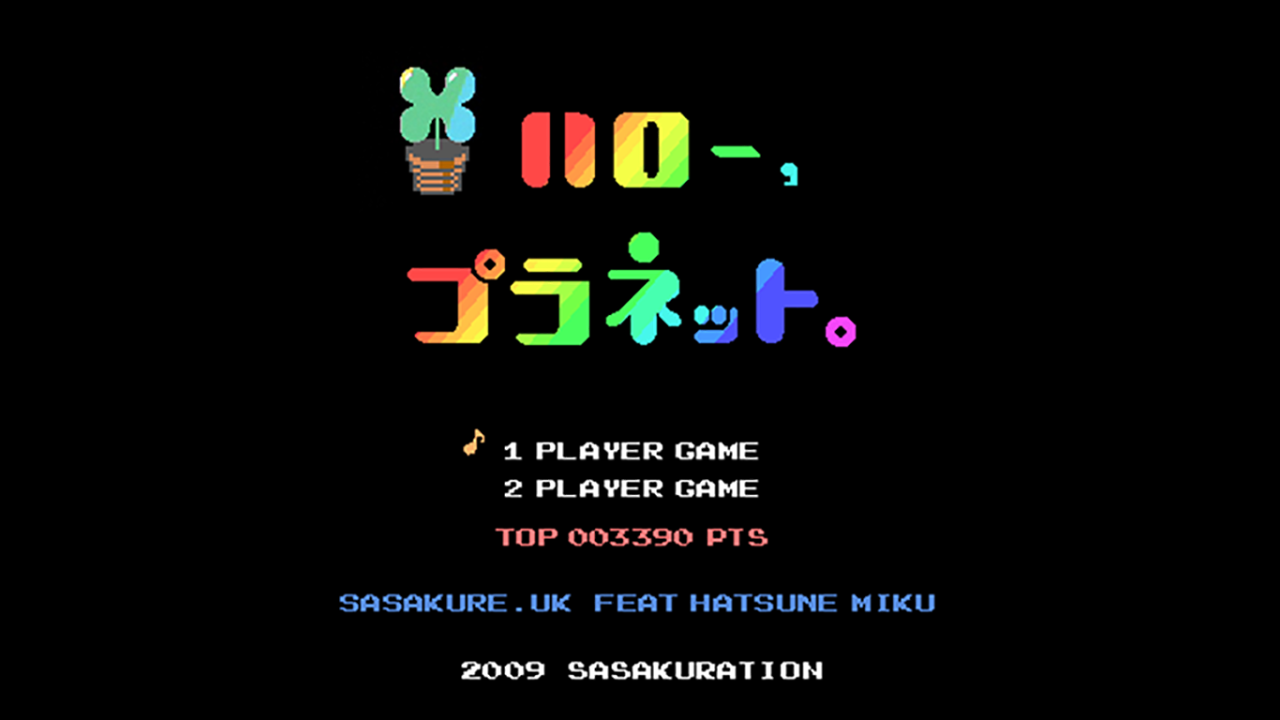 ハロー,
プラネット。
1 PLAYER GAME
2 PLAYER GAME
TOP 003390 PTS
SASAKURE.UK FEAT HATSUNE MIKU
2009 SASAKURATION